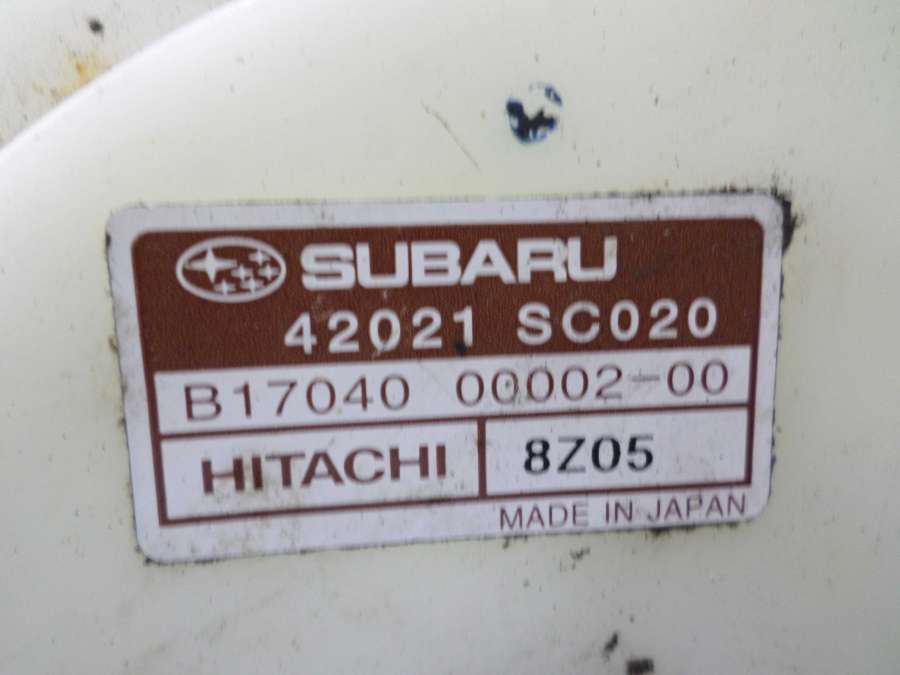 SUBARU
42021 SC020
B17040 00002-00
HITACHI 8Z05
MADE IN JAPAN